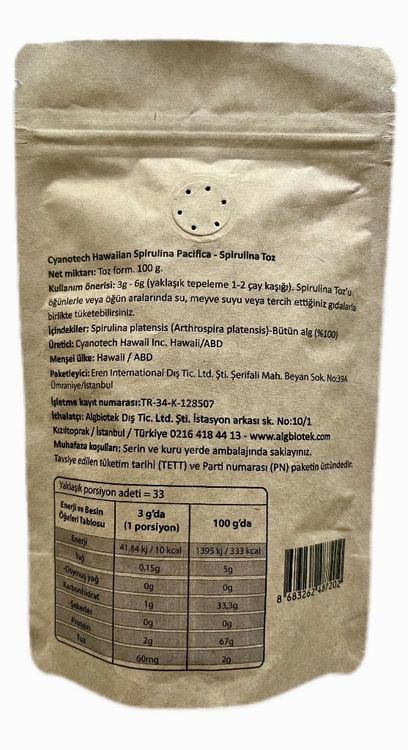 Cyanotech Hawaiian Spirulina Pacifica - Spirulina Toz
Net miktarı: Toz form. 100 g.
Kullanım önerisi: 3g - 6g (yaklaşık tepeleme 1-2 çay kaşığı). Spirulina Toz'u
öğünlerle veya öğün aralarında su, meyve suyu veya tercih ettiğiniz gıdalarla
birlikte tüketebilirsiniz.
İçindekiler: Spirulina platensis (Arthrospira platensis)-Bütün alg (%100)
Üretici: Cyanotech Hawaii Inc. Hawaii/ABD
Menşei ülke: Hawaii / ABD
Paketleyici: Eren International Dış Tic. Ltd. Şti. Şerifali Mah. Beyan Sok. No:39A
Ümraniye/İstanbul
İşletme kayıt numarası:TR-34-K-128507
İthalatçı: Algbiotek Dış Tic. Ltd. Şti. İstasyon arkası sk. No:10/1
Kızıltoprak / İstanbul / Türkiye 0216 418 44 13 - www.algbiotek.com
Muhafaza koşulları: Serin ve kuru yerde ambalajında saklayınız.
Tavsiye edilen tüketim tarihi (TETT) ve Parti numarası (PN) paketin üstündedir.
Yaklaşık porsiyon adeti = 33
Enerji ve Besin Öğeleri Tablosu 3 g'da (1 porsiyon) 100 g'da
Enerji 41,84 kj / 10 kcal 1395 kj / 333 kcal
Yağ 0,15g 5g
-Doymuş yağ 0g 0g
Karbonhidrat 1g 33,3g
-Şekerler 0g 0g
Protein 2g 67g
Tuz 60mg 2g
8 683262 487202